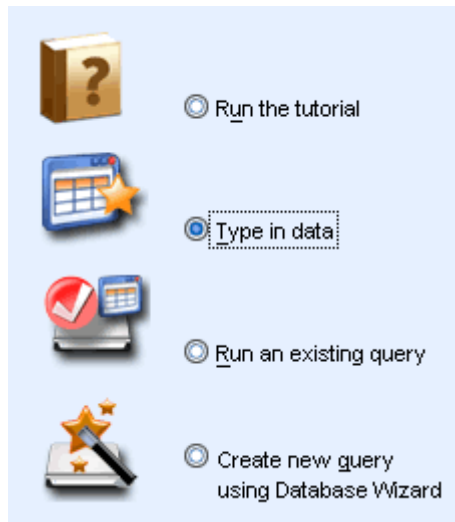 Run the tutorial
Type in data
Run an existing query
Create new query
using Database Wizard